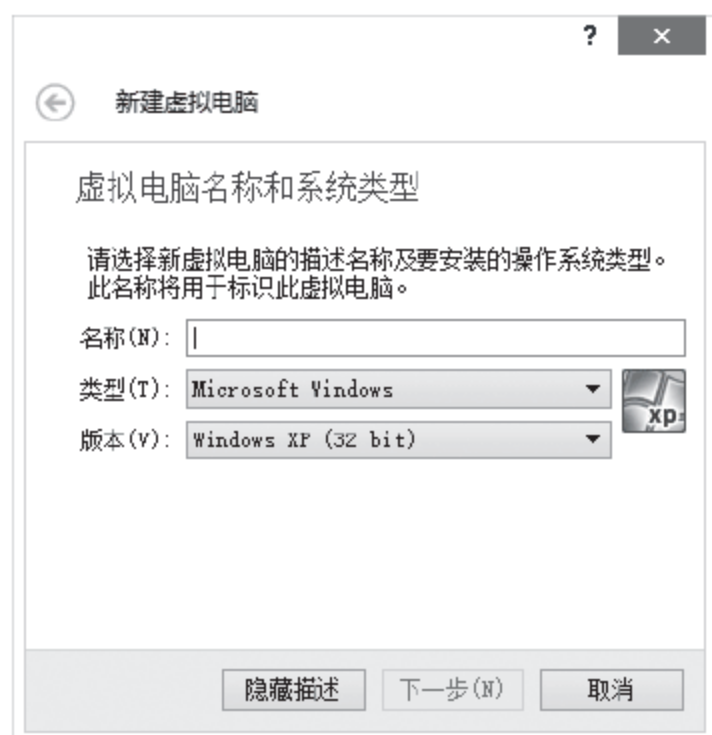 ?
×
新建虚拟电脑
虚拟电脑名称和系统类型
请选择新虚拟电脑的描述名称及要安装的操作系统类型。
此名称将用于标识此虚拟电脑。
名称(N):
类型(T): Microsoft Windows
xp
版本(V): Windows XP (32 bit)
隐藏描述 下一步(N) 取消